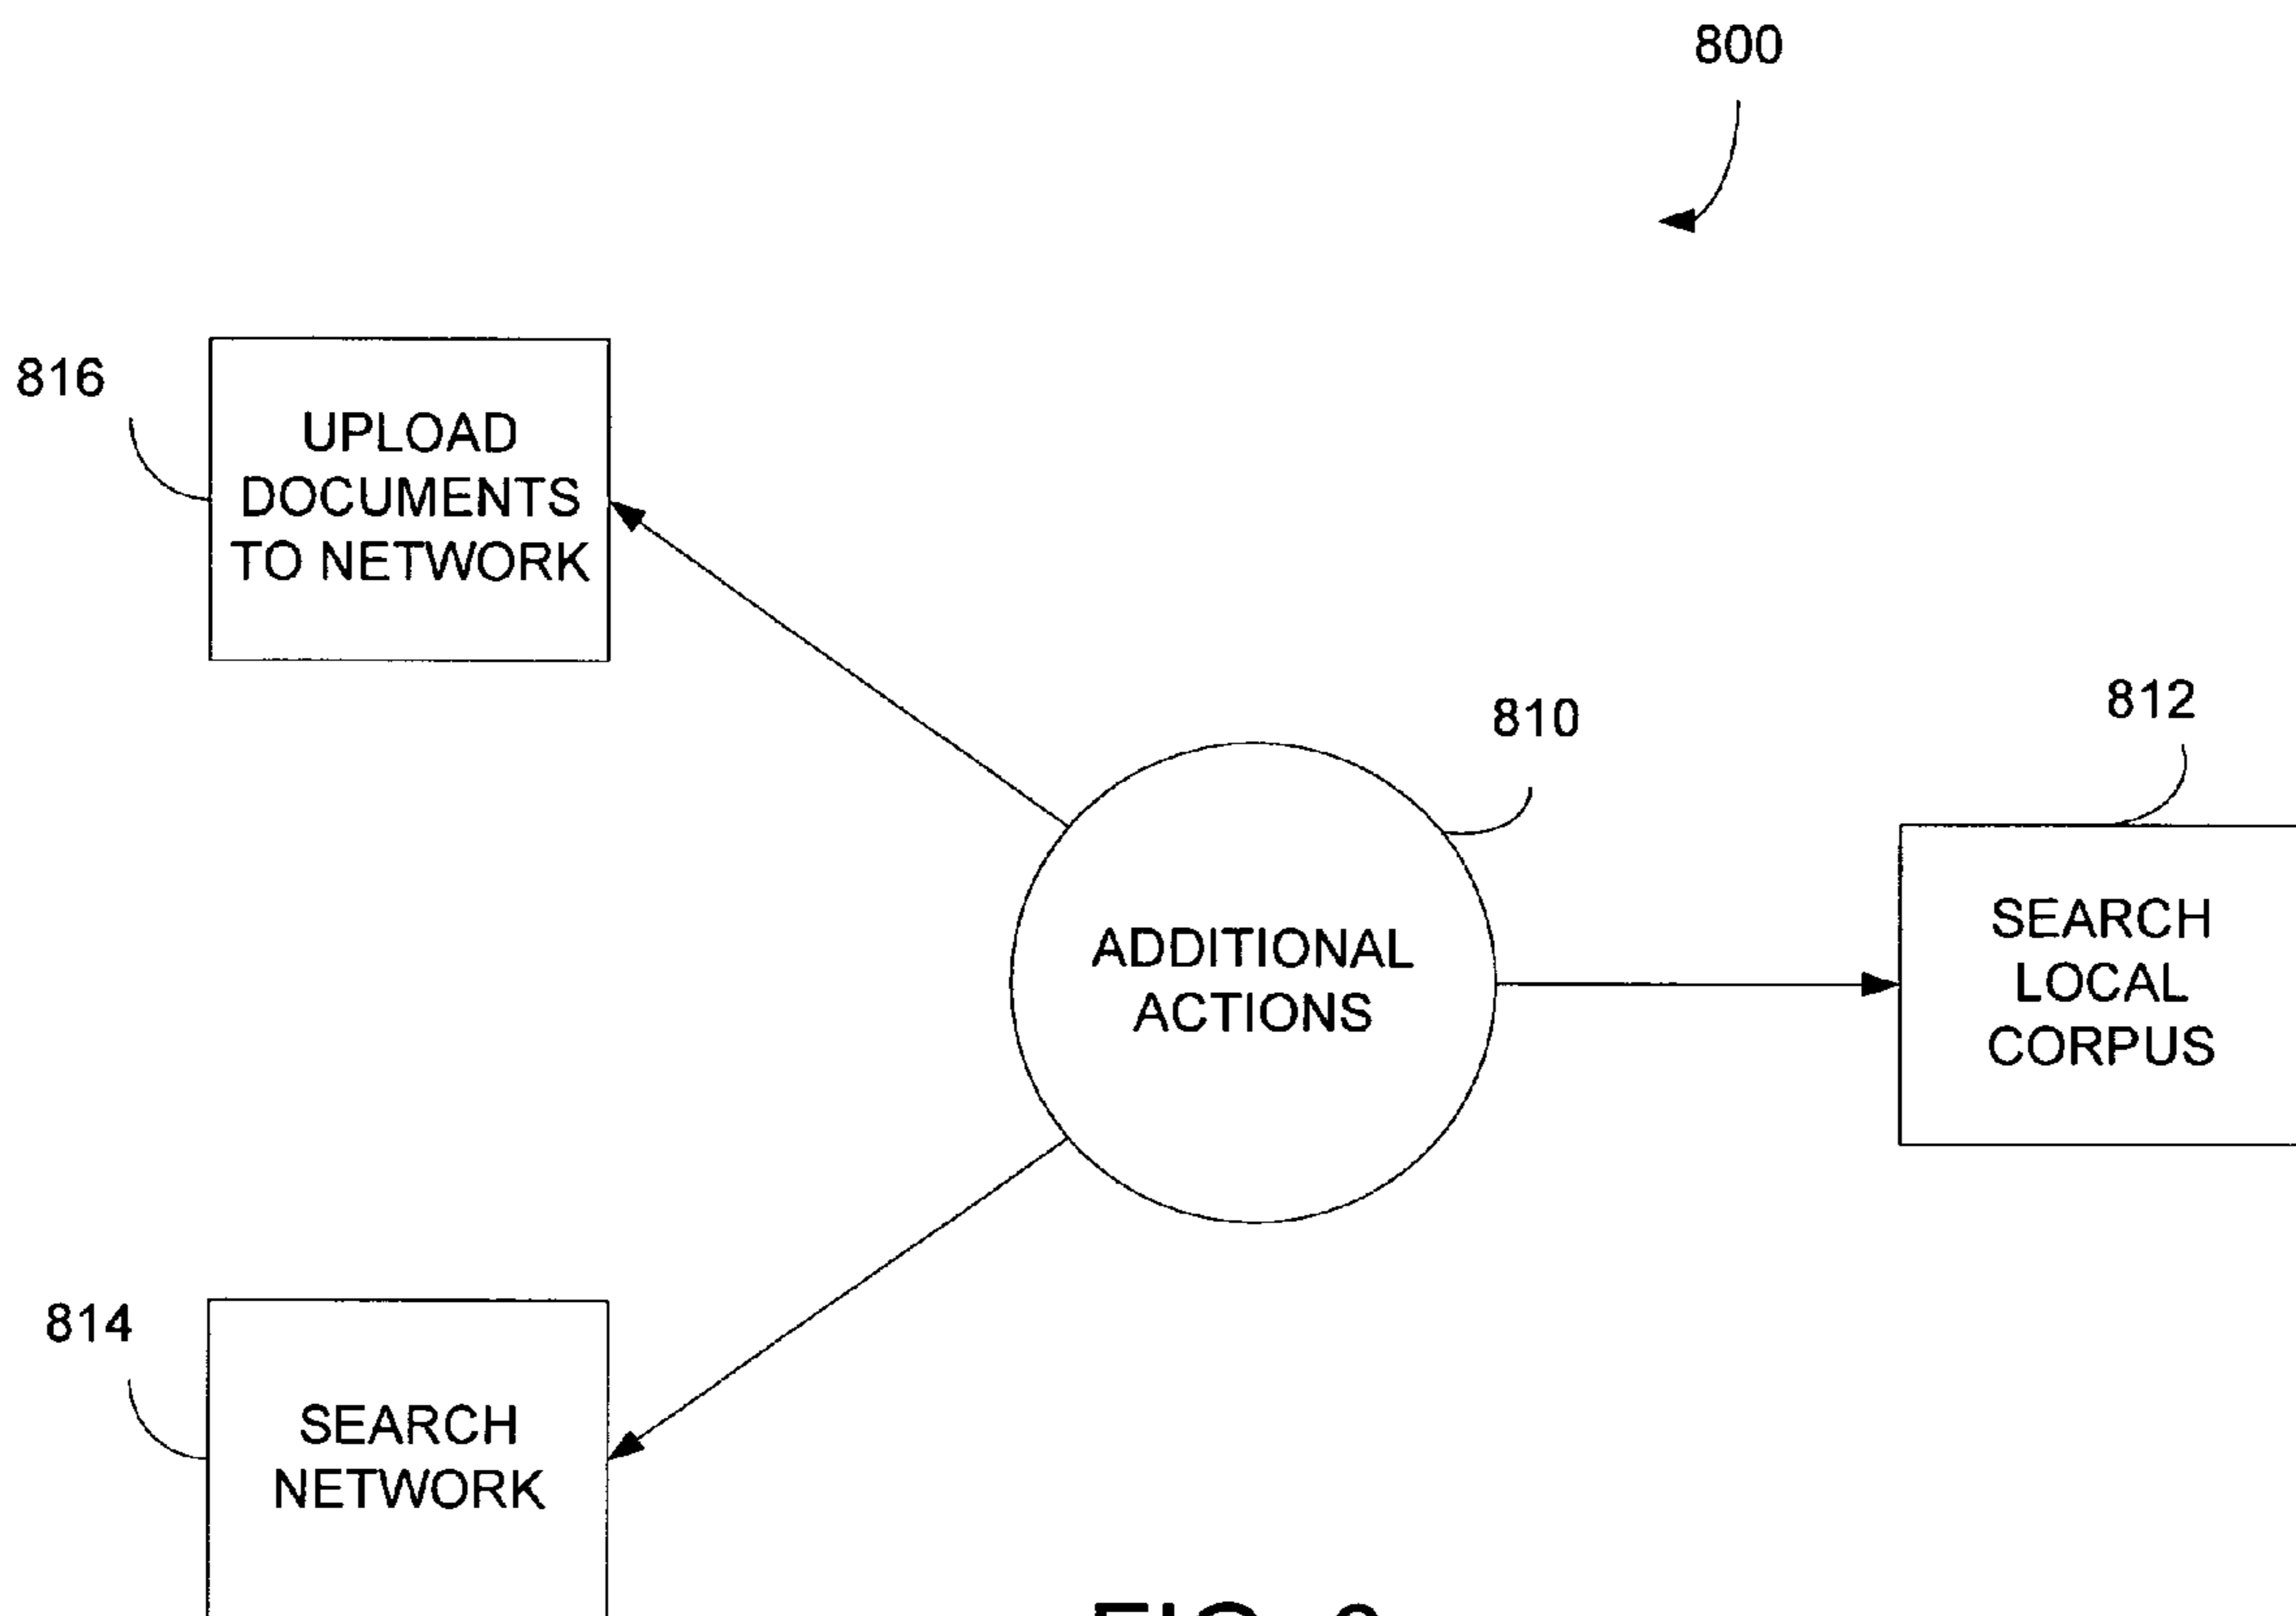 800
816
UPLOAD
DOCUMENTS
TO NETWORK
810
812
ADDITIONAL
ACTIONS
SEARCH
LOCAL
CORPUS
814
SEARCH
NETWORK